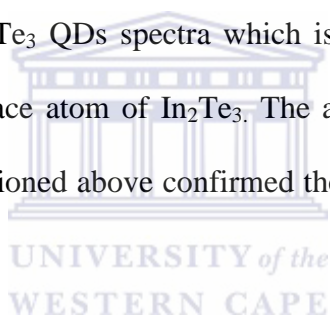 Te₃ QDs spectra which is
ace atom of In₂Te₃. The a
ioned above confirmed the
UNIVERSITY of the
WESTERN CAPE